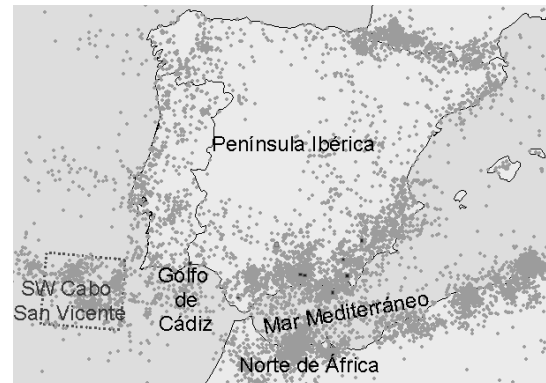 Península Ibérica
SW Cabo
San Vicente
Golfo
de
Cádiz
Mar Mediterráneo
Norte de África